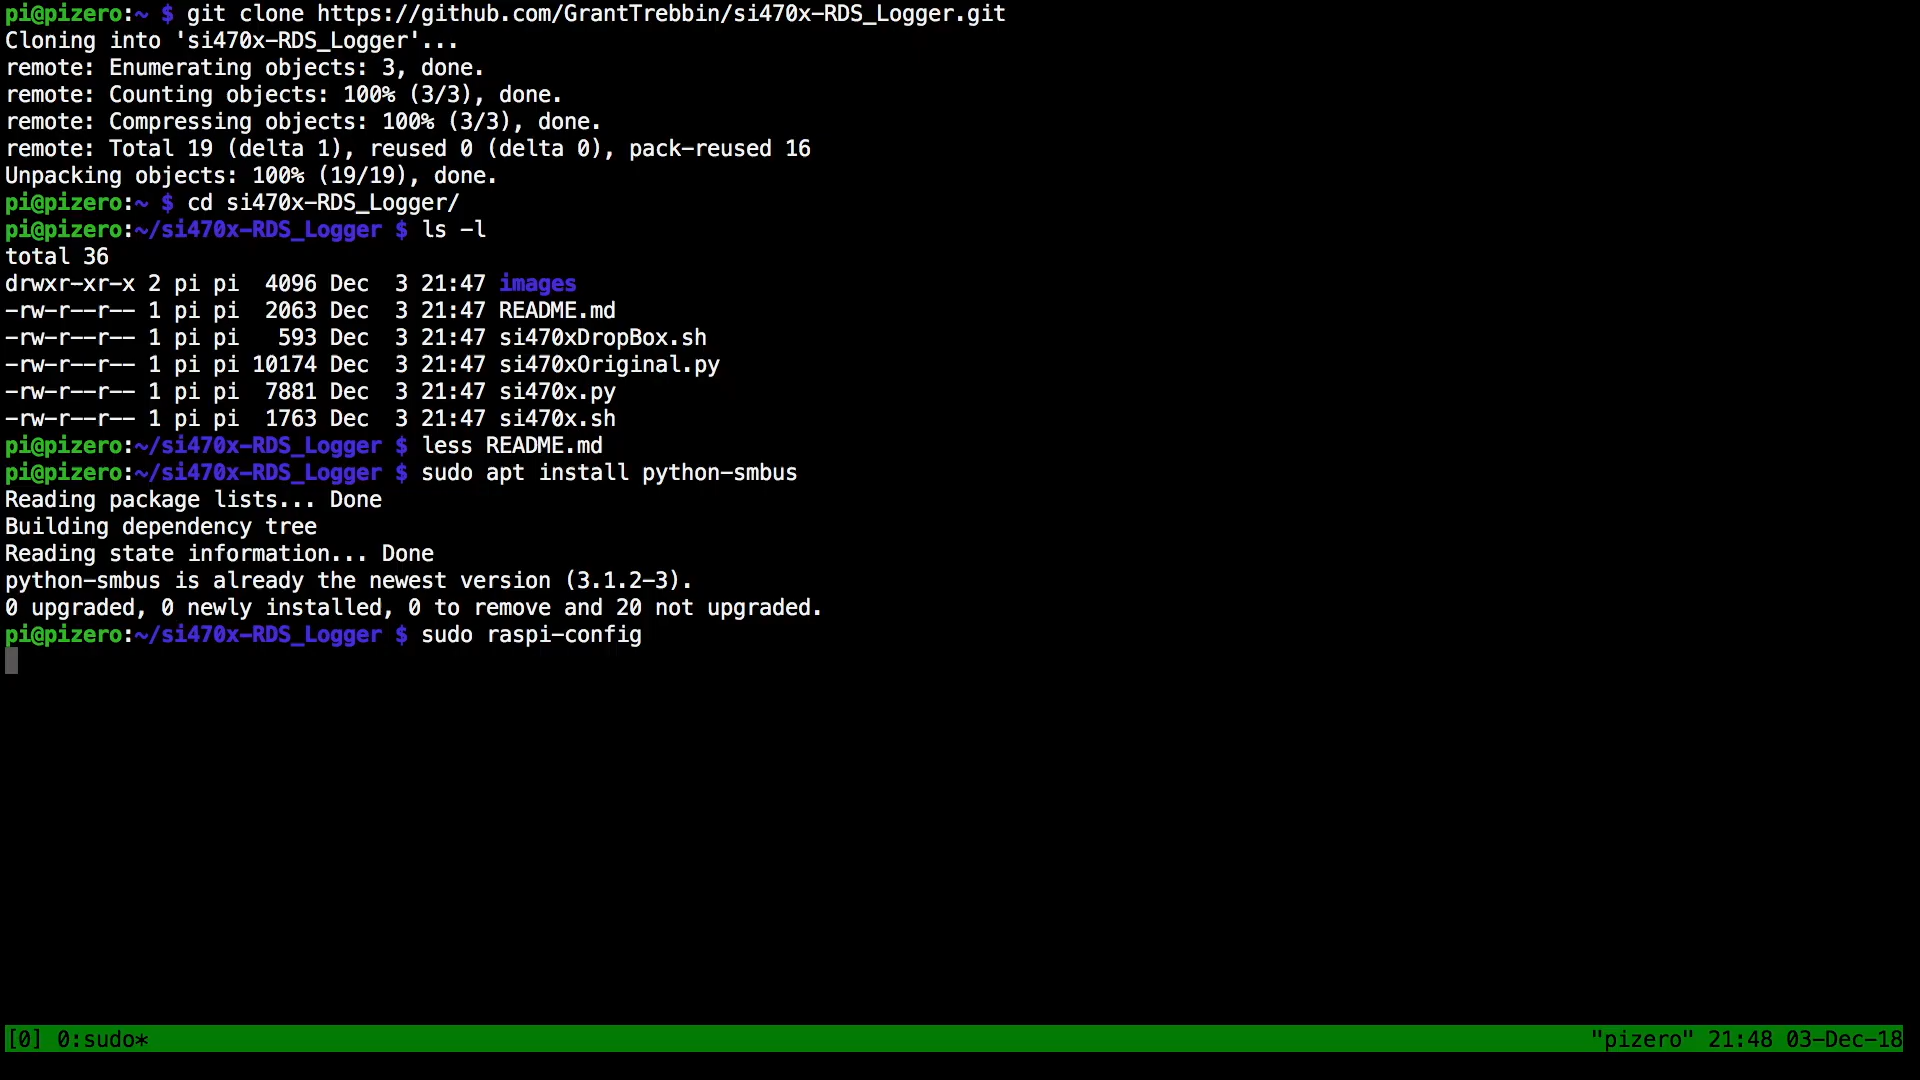 pi@pizero:~ $ git clone https://github.com/GrantTrebbin/si470x-RDS_Logger.git
Cloning into 'si470x-RDS_Logger'...
remote: Enumerating objects: 3, done.
remote: Counting objects: 100% (3/3), done.
remote: Compressing objects: 100% (3/3), done.
remote: Total 19 (delta 1), reused 0 (delta 0), pack-reused 16
Unpacking objects: 100% (19/19), done.
pi@pizero:~ $ cd si470x-RDS_Logger/
pi@pizero:~/si470x-RDS_Logger $ ls -l
total 36
drwxr-xr-x 2 pi pi  4096 Dec  3 21:47 images
-rw-r--r-- 1 pi pi  2063 Dec  3 21:47 README.md
-rw-r--r-- 1 pi pi   593 Dec  3 21:47 si470xDropBox.sh
-rw-r--r-- 1 pi pi 10174 Dec  3 21:47 si470xOriginal.py
-rw-r--r-- 1 pi pi  7881 Dec  3 21:47 si470x.py
-rw-r--r-- 1 pi pi  1763 Dec  3 21:47 si470x.sh
pi@pizero:~/si470x-RDS_Logger $ less README.md
pi@pizero:~/si470x-RDS_Logger $ sudo apt install python-smbus
Reading package lists... Done
Building dependency tree
Reading state information... Done
python-smbus is already the newest version (3.1.2-3).
0 upgraded, 0 newly installed, 0 to remove and 20 not upgraded.
pi@pizero:~/si470x-RDS_Logger $ sudo raspi-config
[0] 0:sudo* "pizero" 21:48 03-Dec-18